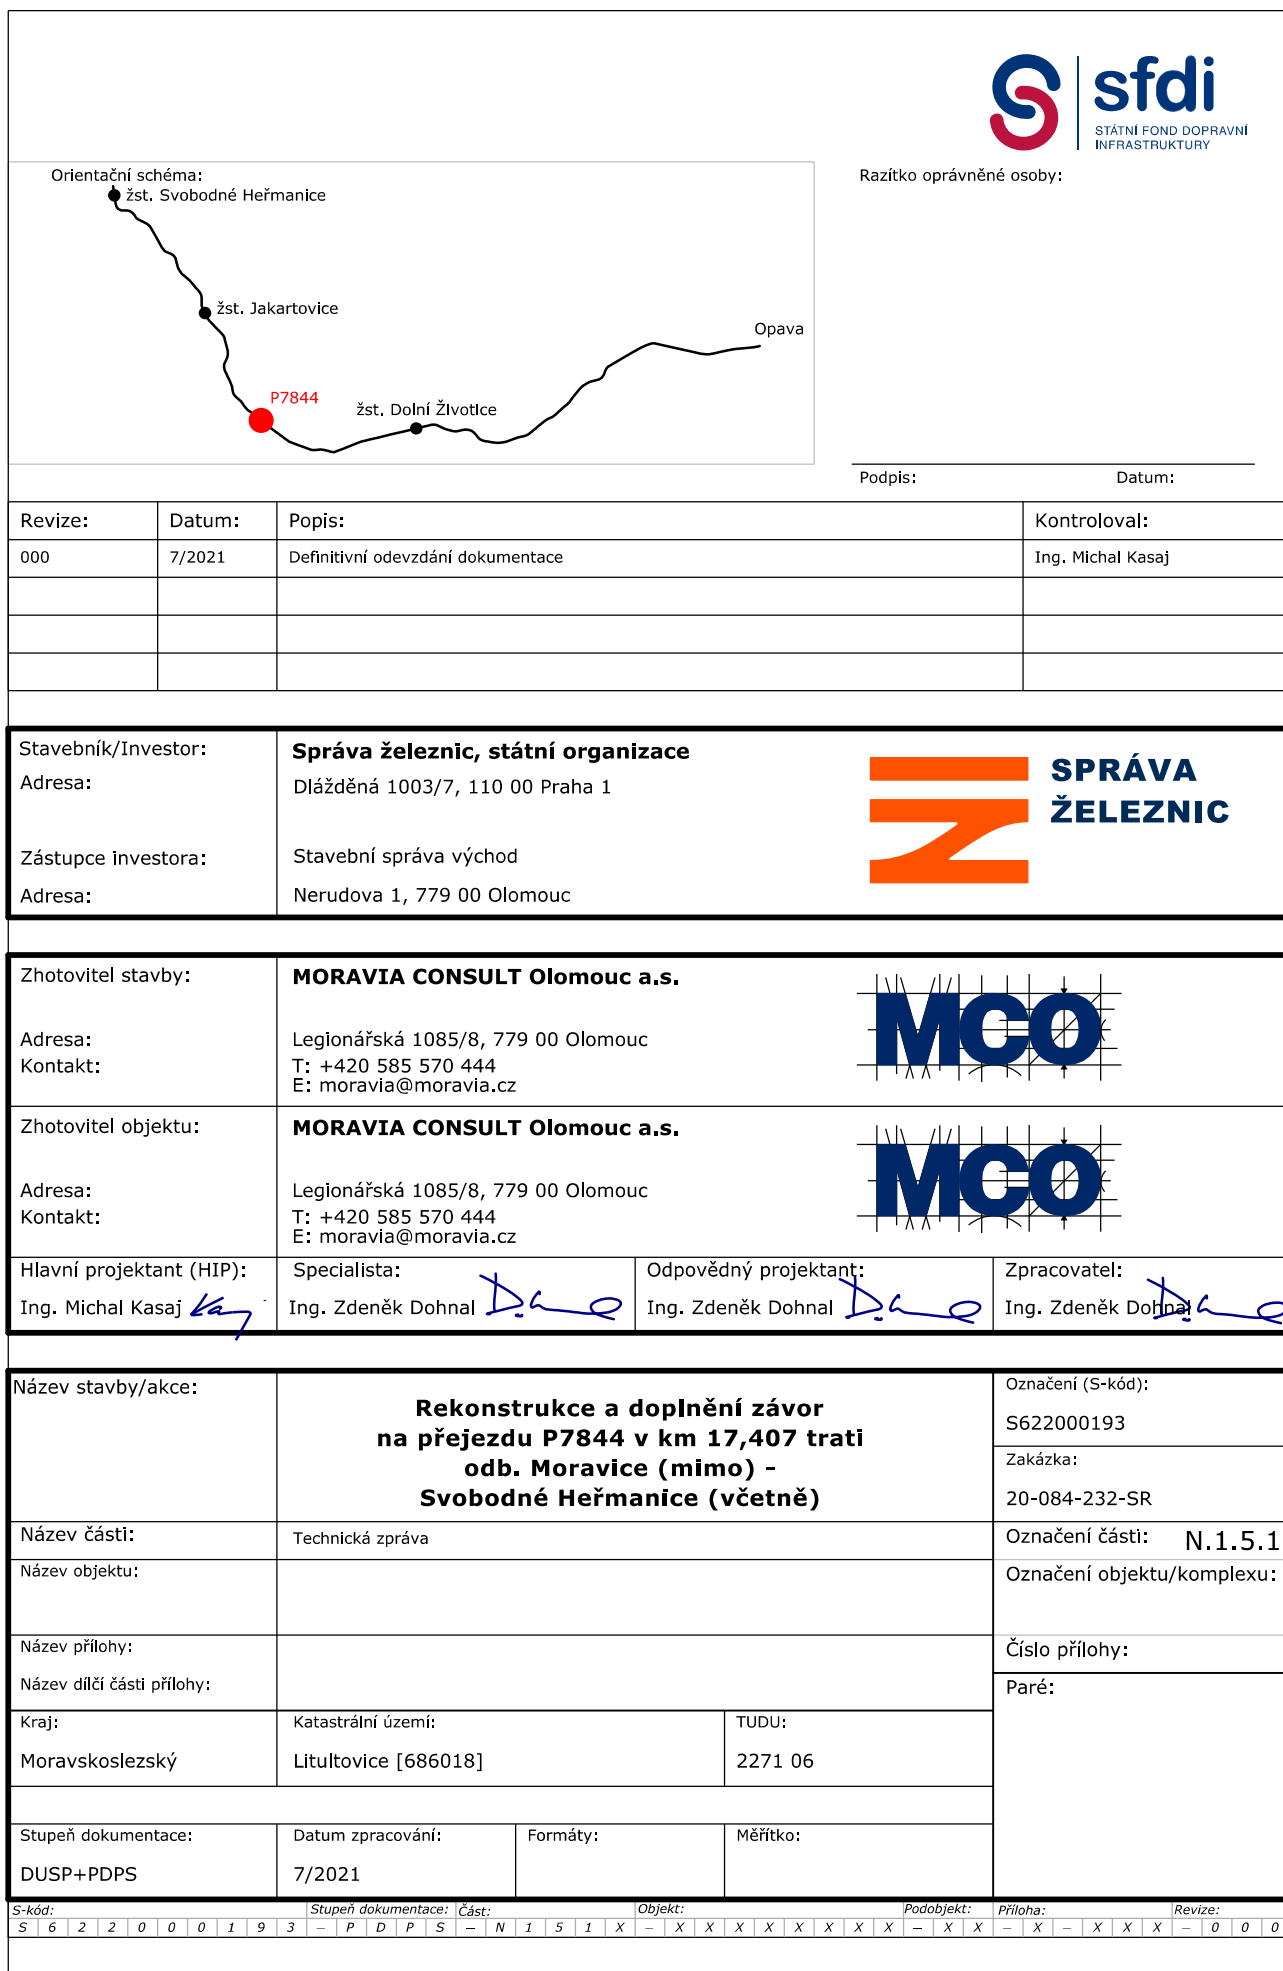 sfdi
STÁTNÍ FOND DOPRAVNÍ
INFRASTRUKTURY
Orientační schéma:
žst. Svobodné Heřmanice
žst. Jakartovice
Opava
P7844
žst. Dolní Životice
Razítko oprávněné osoby:
Podpis: Datum:
Revize: Datum: Popis: Kontroloval:
000 7/2021 Definitivní odevzdání dokumentace Ing. Michal Kasaj
Stavebník/Investor: Správa železnic, státní organizace
Adresa: Dlážděná 1003/7, 110 00 Praha 1
Zástupce investora: Stavební správa východ
Adresa: Nerudova 1, 779 00 Olomouc
SPRÁVA
ŽELEZNIC
Zhotovitel stavby: MORAVIA CONSULT Olomouc a.s.
Adresa: Legionářská 1085/8, 779 00 Olomouc
Kontakt: T: +420 585 570 444
E: moravia@moravia.cz
MCO
Zhotovitel objektu: MORAVIA CONSULT Olomouc a.s.
Adresa: Legionářská 1085/8, 779 00 Olomouc
Kontakt: T: +420 585 570 444
E: moravia@moravia.cz
MCO
Hlavní projektant (HIP): Specialista: Odpovědný projektant: Zpracovatel:
Ing. Michal Kasaj Ing. Zdeněk Dohnal Ing. Zdeněk Dohnal Ing. Zdeněk Dohnal
Název stavby/akce:
Rekonstrukce a doplnění závor
na přejezdu P7844 v km 17,407 trati
odb. Moravice (mimo) -
Svobodné Heřmanice (včetně)
Označení (S-kód):
S622000193
Zakázka:
20-084-232-SR
Název části: Technická zpráva Označení části: N.1.5.1
Název objektu: Označení objektu/komplexu:
Název přílohy: Číslo přílohy:
Název dílčí části přílohy: Paré:
Kraj: Katastrální území: TUDU:
Moravskoslezský Litultovice [686018] 2271 06
Stupeň dokumentace: Datum zpracování: Formáty: Měřítko:
DUSP+PDPS 7/2021
S-kód: Stupeň dokumentace: Část: Objekt: Podobjekt: Příloha: Revize:
S 6 2 2 0 0 0 1 9 3 – P D P S – N 1 5 1 X – X X X X X X X X – X X – X – X X X – 0 0 0